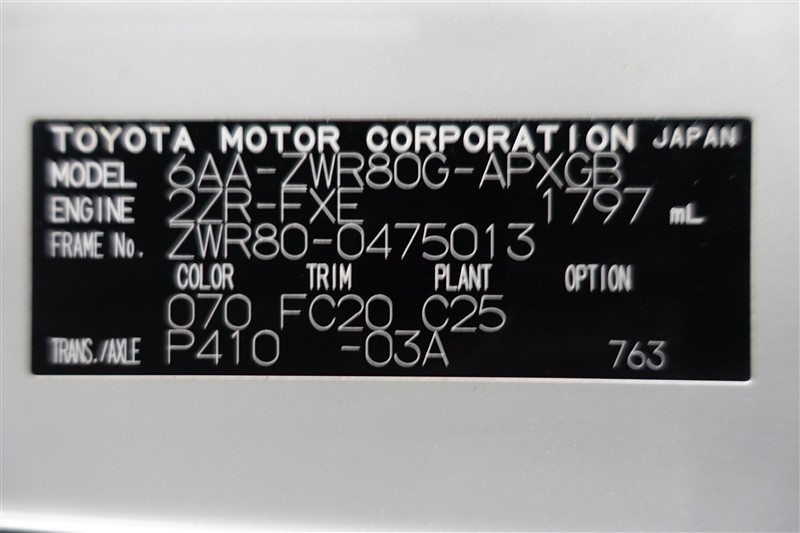 TOYOTA MOTOR CORPORATION JAPAN
MODEL 6AA-ZWR80G-APXGB
ENGINE 2ZR-FXE 1797 mL
FRAME No. ZWR80-0475013
COLOR TRIM PLANT OPTION
070 FC20 C25
TRANS./AXLE P410 -03A 763